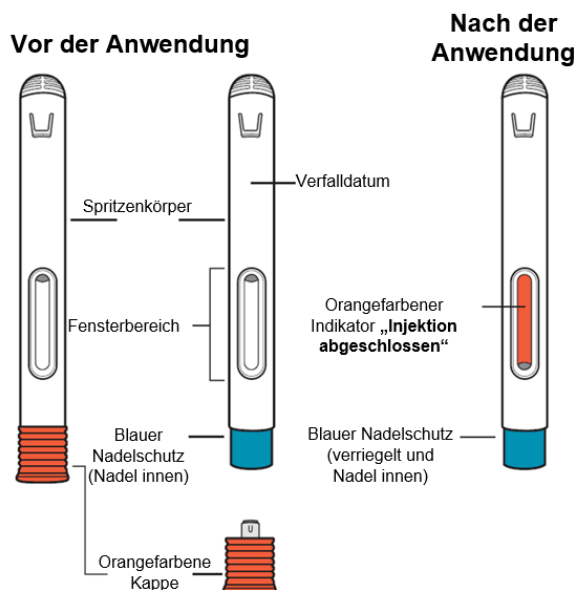 Vor der Anwendung
Nach der
Anwendung
Verfalldatum
Spritzenkörper
Fensterbereich
Orangefarbener
Indikator „Injektion
abgeschlossen“
Blauer
Nadelschutz
(Nadel innen)
Blauer Nadelschutz
(verriegelt und
Nadel innen)
Orangefarbene
Kappe